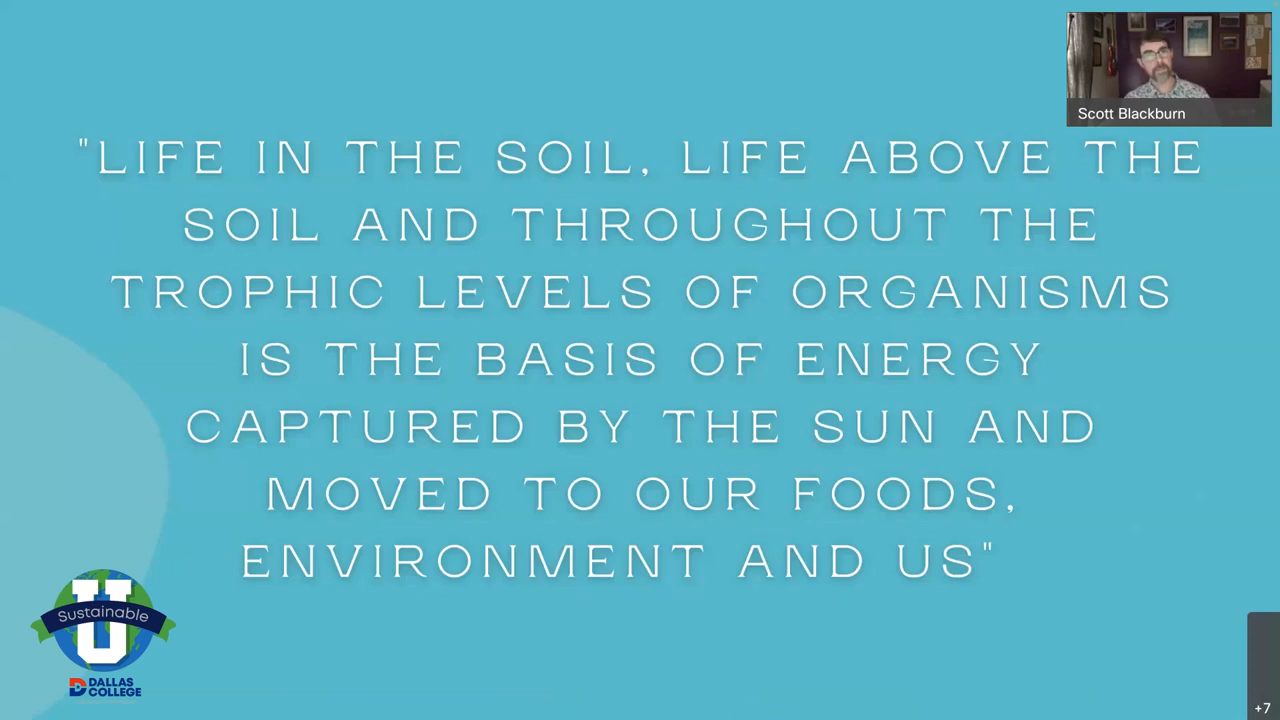 Scott Blackburn
"LIFE IN THE SOIL, LIFE ABOVE THE
SOIL AND THROUGHOUT THE
TROPHIC LEVELS OF ORGANISMS
IS THE BASIS OF ENERGY
CAPTURED BY THE SUN AND
MOVED TO OUR FOODS,
ENVIRONMENT AND US"
U
Sustainable
DALLAS
COLLEGE
+7